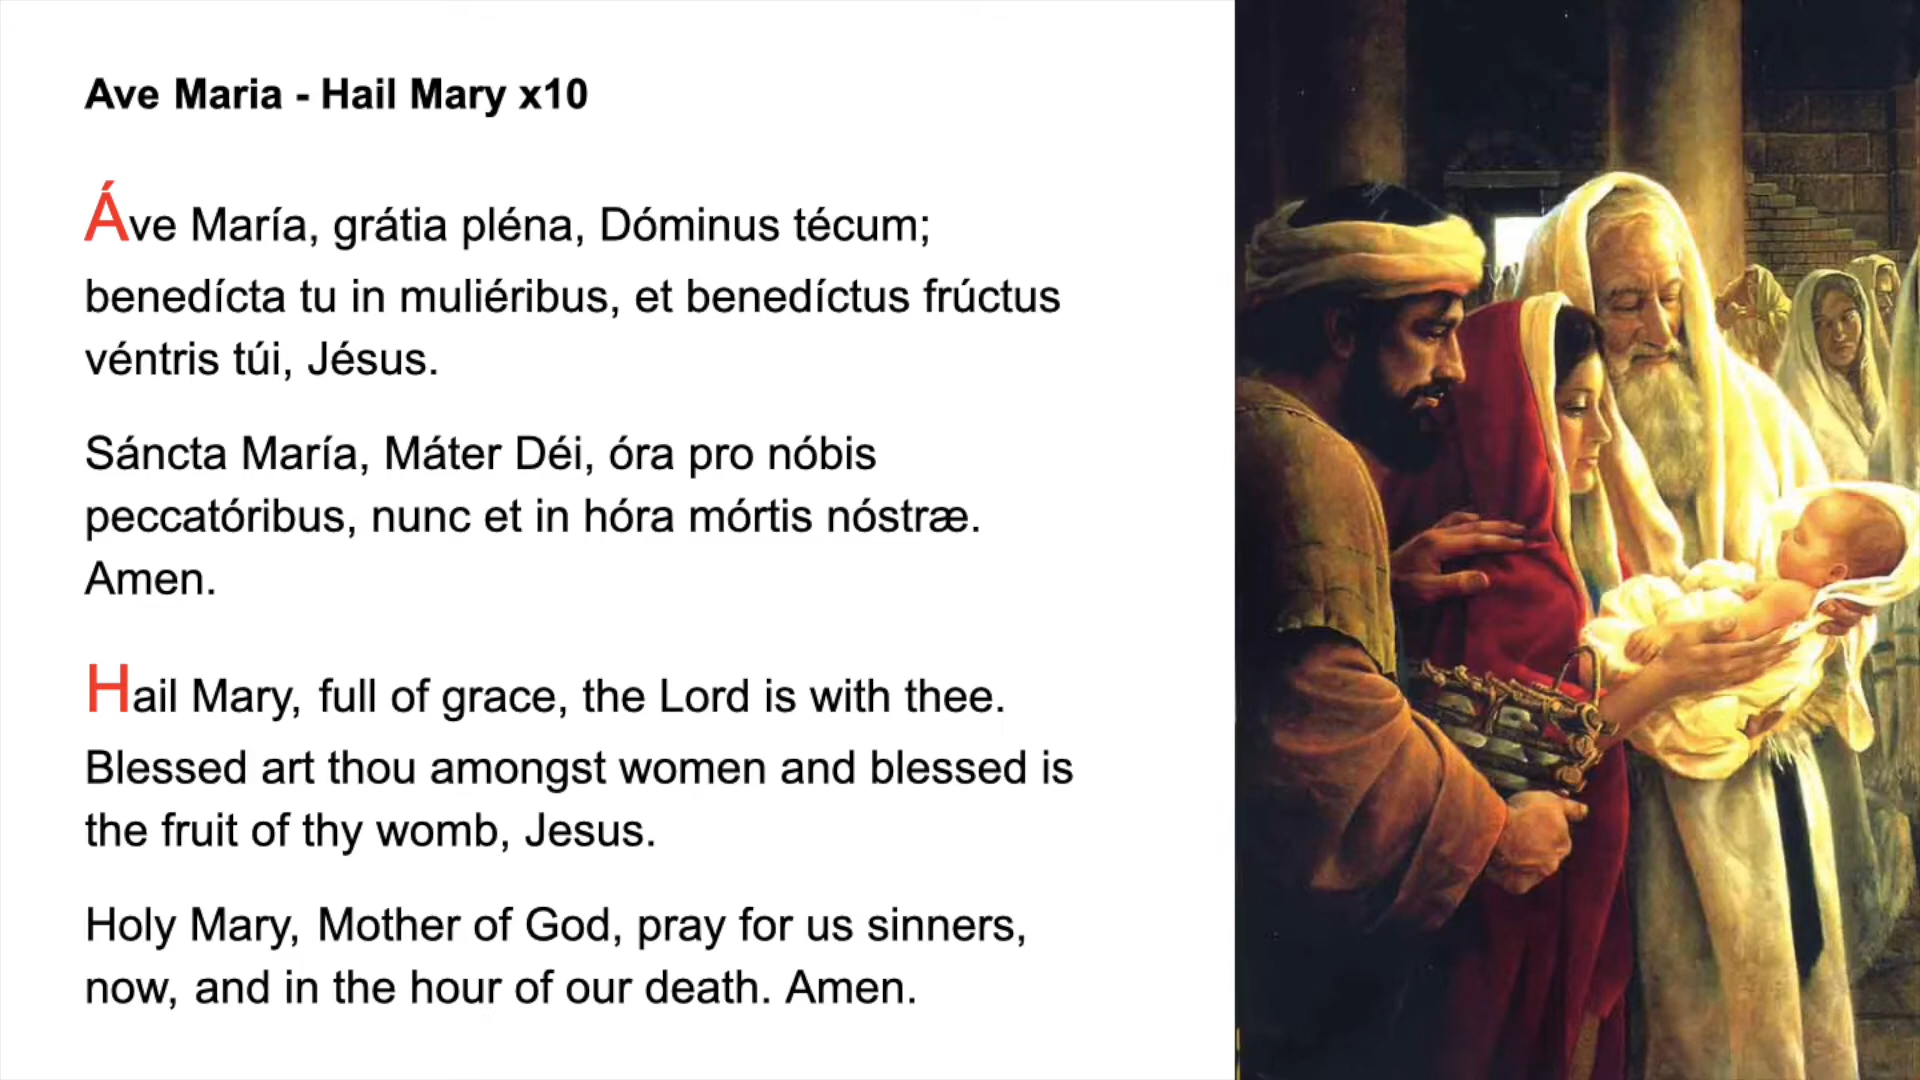 Ave Maria - Hail Mary x10
Áve María, grátia pléna, Dóminus técum;
benedícta tu in muliéribus, et benedíctus frúctus
véntris túi, Jésus.
Sáncta María, Máter Déi, óra pro nóbis
peccatóribus, nunc et in hóra mórtis nóstræ.
Amen.
Hail Mary, full of grace, the Lord is with thee.
Blessed art thou amongst women and blessed is
the fruit of thy womb, Jesus.
Holy Mary, Mother of God, pray for us sinners,
now, and in the hour of our death. Amen.